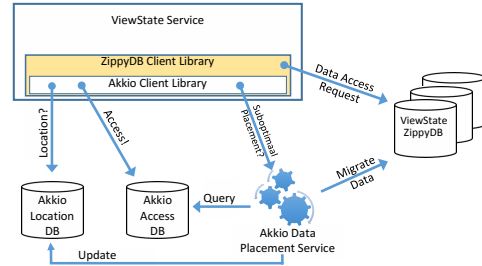 ViewState Service
ZippyDB Client Library
Akkio Client Library
Data Access
Request
Location?
Access!
Suboptimaal
Placement?
ViewState
ZippyDB
Migrate
Data
Akkio
Location
DB
Akkio
Access
DB
Query
Akkio Data
Placement Service
Update